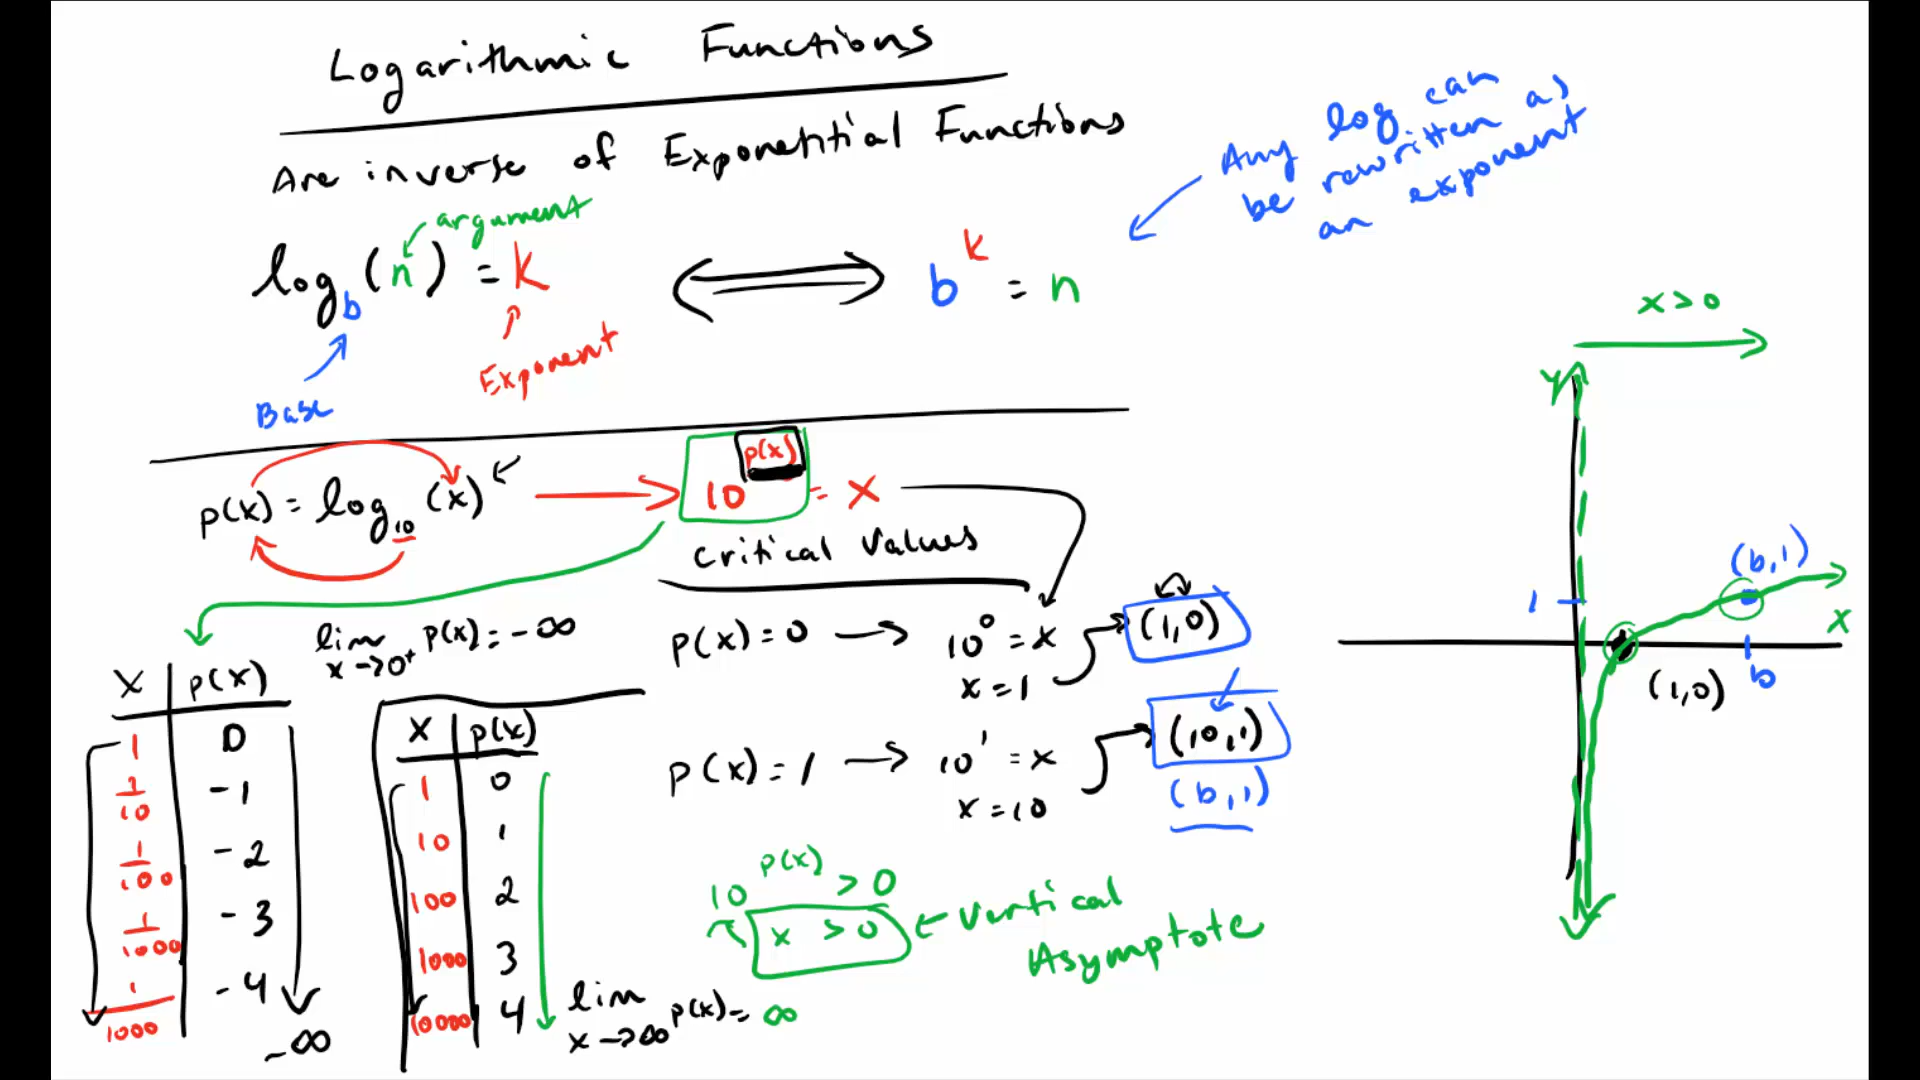 Logarithmic Functions
Are inverse of Exponetitial Functions
Any log can
be rewritten as
an exponent
argument
log_b(n) = k ⟺ b^k = n
Base
Exponent
p(x) = log_10 (x) → 10^p(x) = x
Critical Values
p(x) = 0 → 10^0 = x
x = 1
(1,0)
p(x) = 1 → 10^1 = x
x = 10
(10,1)
(b,1)
10^p(x) > 0
x > 0 ← Vertical
Asymptote
lim p(x) = -∞
x→0+
x p(x)
1 0
1/10 -1
1/100 -2
1/1000 -3
1/1000 -4
-∞
x p(x)
1 0
10 1
100 2
1000 3
10000 4
lim p(x) = ∞
x→∞
x > 0
y
(b,1)
1
x
(1,0)
b